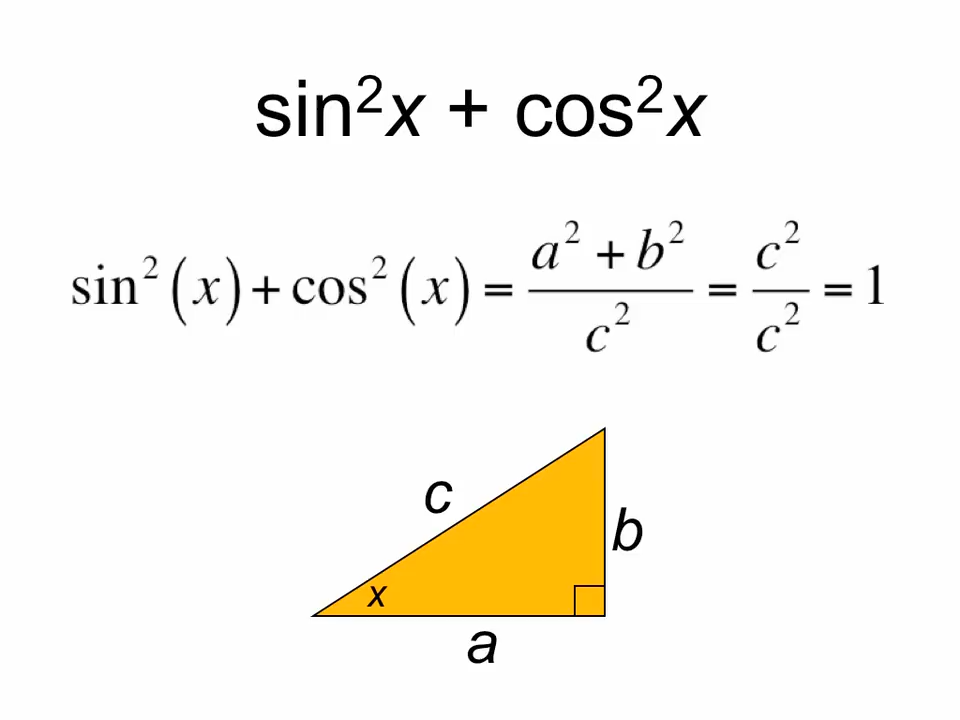 sin²x + cos²x
sin²(x) + cos²(x) = (a² + b²)/c² = c²/c² = 1
c
b
x
a